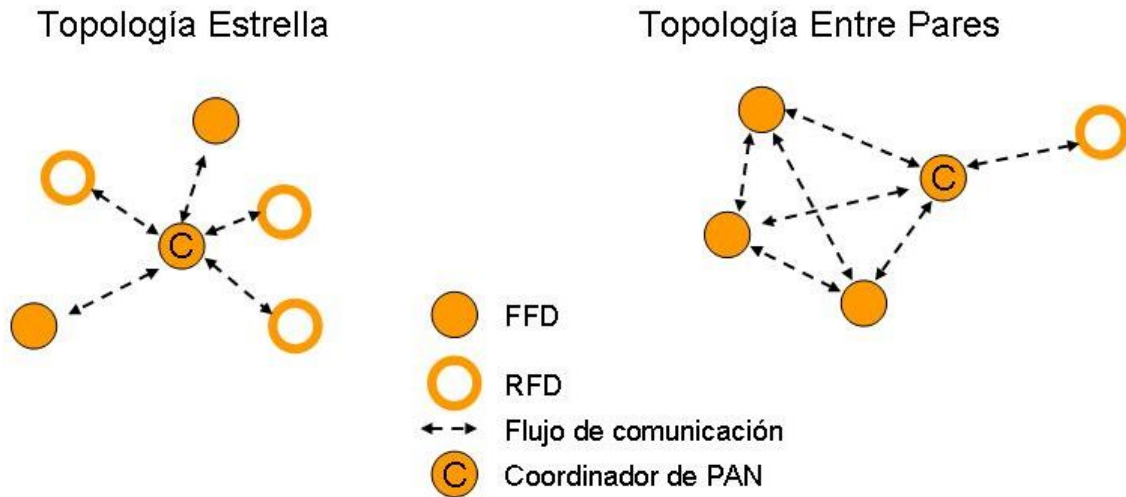 Topología Estrella
Topología Entre Pares
C
C
FFD
RFD
Flujo de comunicación
C
Coordinador de PAN